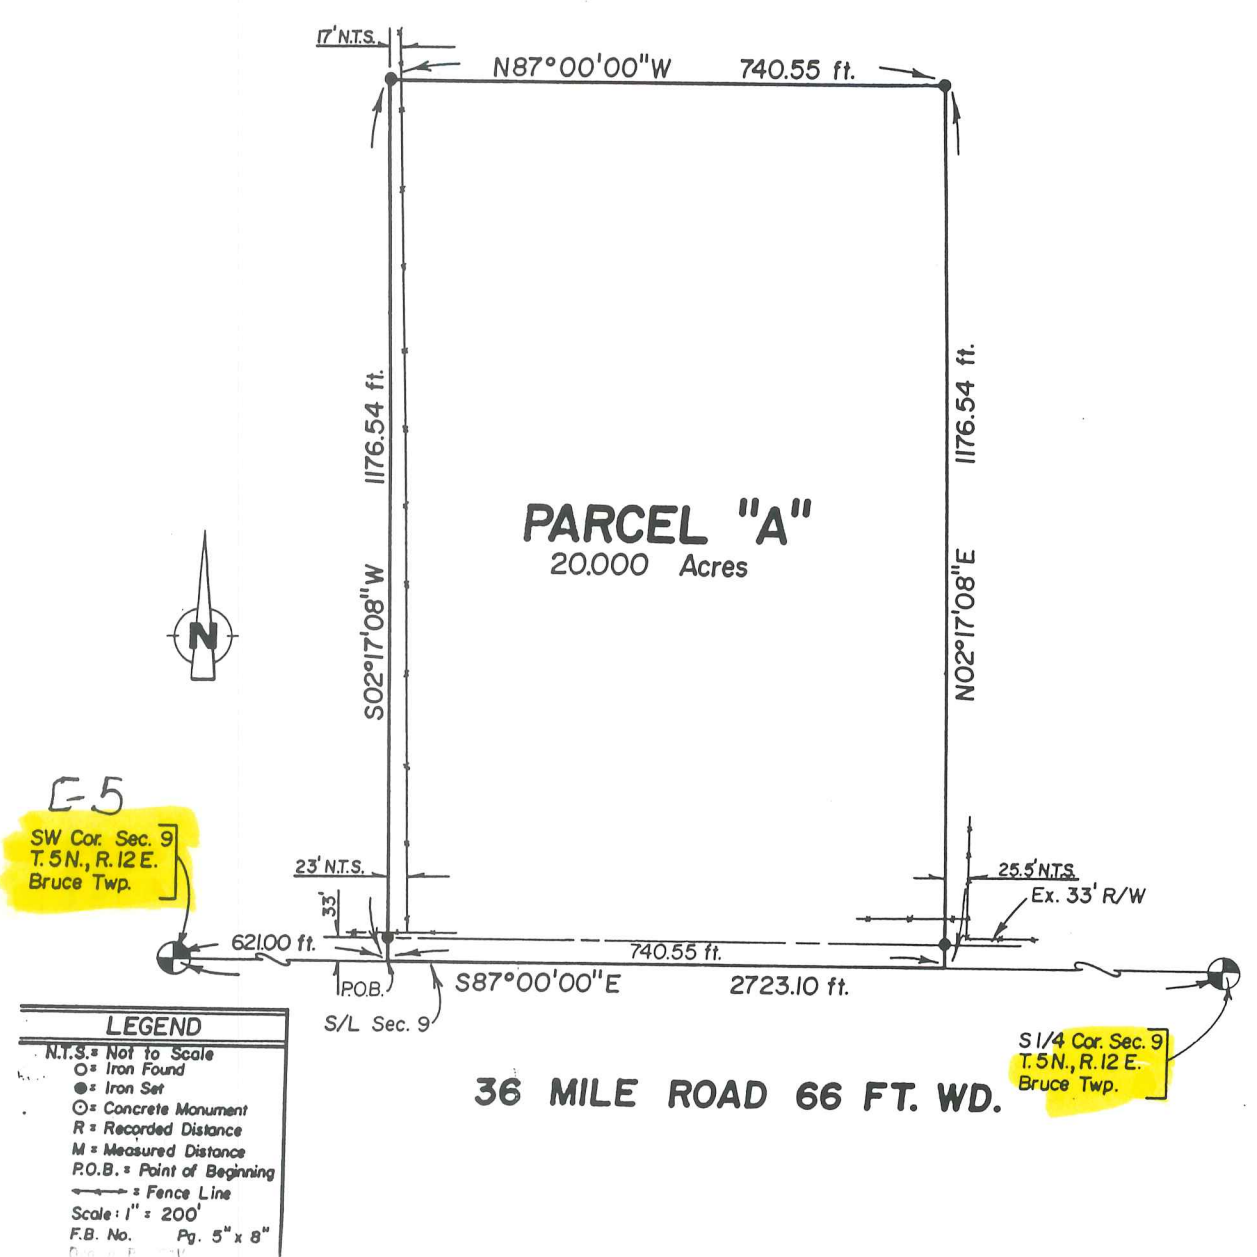 17' N.T.S.
N87°00'00"W 740.55 ft.
1176.54 ft.
S02°17'08"W
1176.54 ft.
N02°17'08"E
PARCEL "A"
20.000 Acres
N
E-5
SW Cor. Sec. 9
T.5N., R.12E.
Bruce Twp.
23' N.T.S.
33'
25.5' N.T.S.
Ex. 33' R/W
621.00 ft.
740.55 ft.
P.O.B.
S87°00'00"E 2723.10 ft.
S/L Sec. 9
S 1/4 Cor. Sec. 9
T.5N., R.12E.
Bruce Twp.
36 MILE ROAD 66 FT. WD.
LEGEND
N.T.S.= Not to Scale
= Iron Found
= Iron Set
= Concrete Monument
R = Recorded Distance
M = Measured Distance
P.O.B. = Point of Beginning
= Fence Line
Scale: 1" = 200'
F.B. No. Pg. 5" x 8"